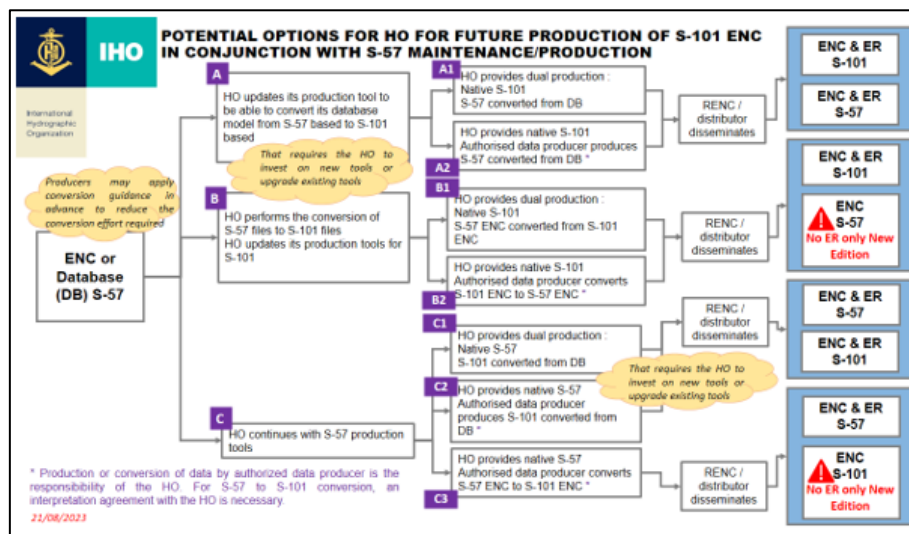 POTENTIAL OPTIONS FOR HO FOR FUTURE PRODUCTION OF S-101 ENC
IN CONJUNCTION WITH S-57 MAINTENANCE/PRODUCTION
IHO
International
Hydrographic
Organization
Producers may apply
conversion guidance in
advance to reduce the
conversion effort required
ENC or
Database
(DB) S-57
A
HO updates its production tool to
be able to convert its database
model from S-57 based to S-101
based
That requires the HO to
invest on new tools or
upgrade existing tools
B
HO performs the conversion of
S-57 files to S-101 files
HO updates its production tools for
S-101
C
HO continues with S-57 production
tools
A1
HO provides dual production :
Native S-101
S-57 converted from DB
HO provides native S-101
Authorised data producer produces
S-57 converted from DB *
A2
B1
HO provides dual production :
Native S-101
S-57 ENC converted from S-101
ENC
HO provides native S-101
Authorised data producer converts
S-101 ENC to S-57 ENC *
B2
C1
HO provides dual production :
Native S-57
S-101 converted from DB
C2
HO provides native S-57
Authorised data producer
produces S-101 converted from
DB *
HO provides native S-57
Authorised data producer converts
S-57 ENC to S-101 ENC *
C3
That requires the HO to
invest on new tools or
upgrade existing tools
RENC /
distributor
disseminates
RENC /
distributor
disseminates
RENC /
distributor
disseminates
RENC /
distributor
disseminates
ENC & ER
S-101
ENC & ER
S-57
ENC & ER
S-101
ENC
S-57
No ER only New
Edition
ENC & ER
S-57
ENC & ER
S-101
ENC & ER
S-57
ENC
S-101
No ER only New
Edition
* Production or conversion of data by authorized data producer is the
responsibility of the HO. For S-57 to S-101 conversion, an
interpretation agreement with the HO is necessary.
21/08/2023